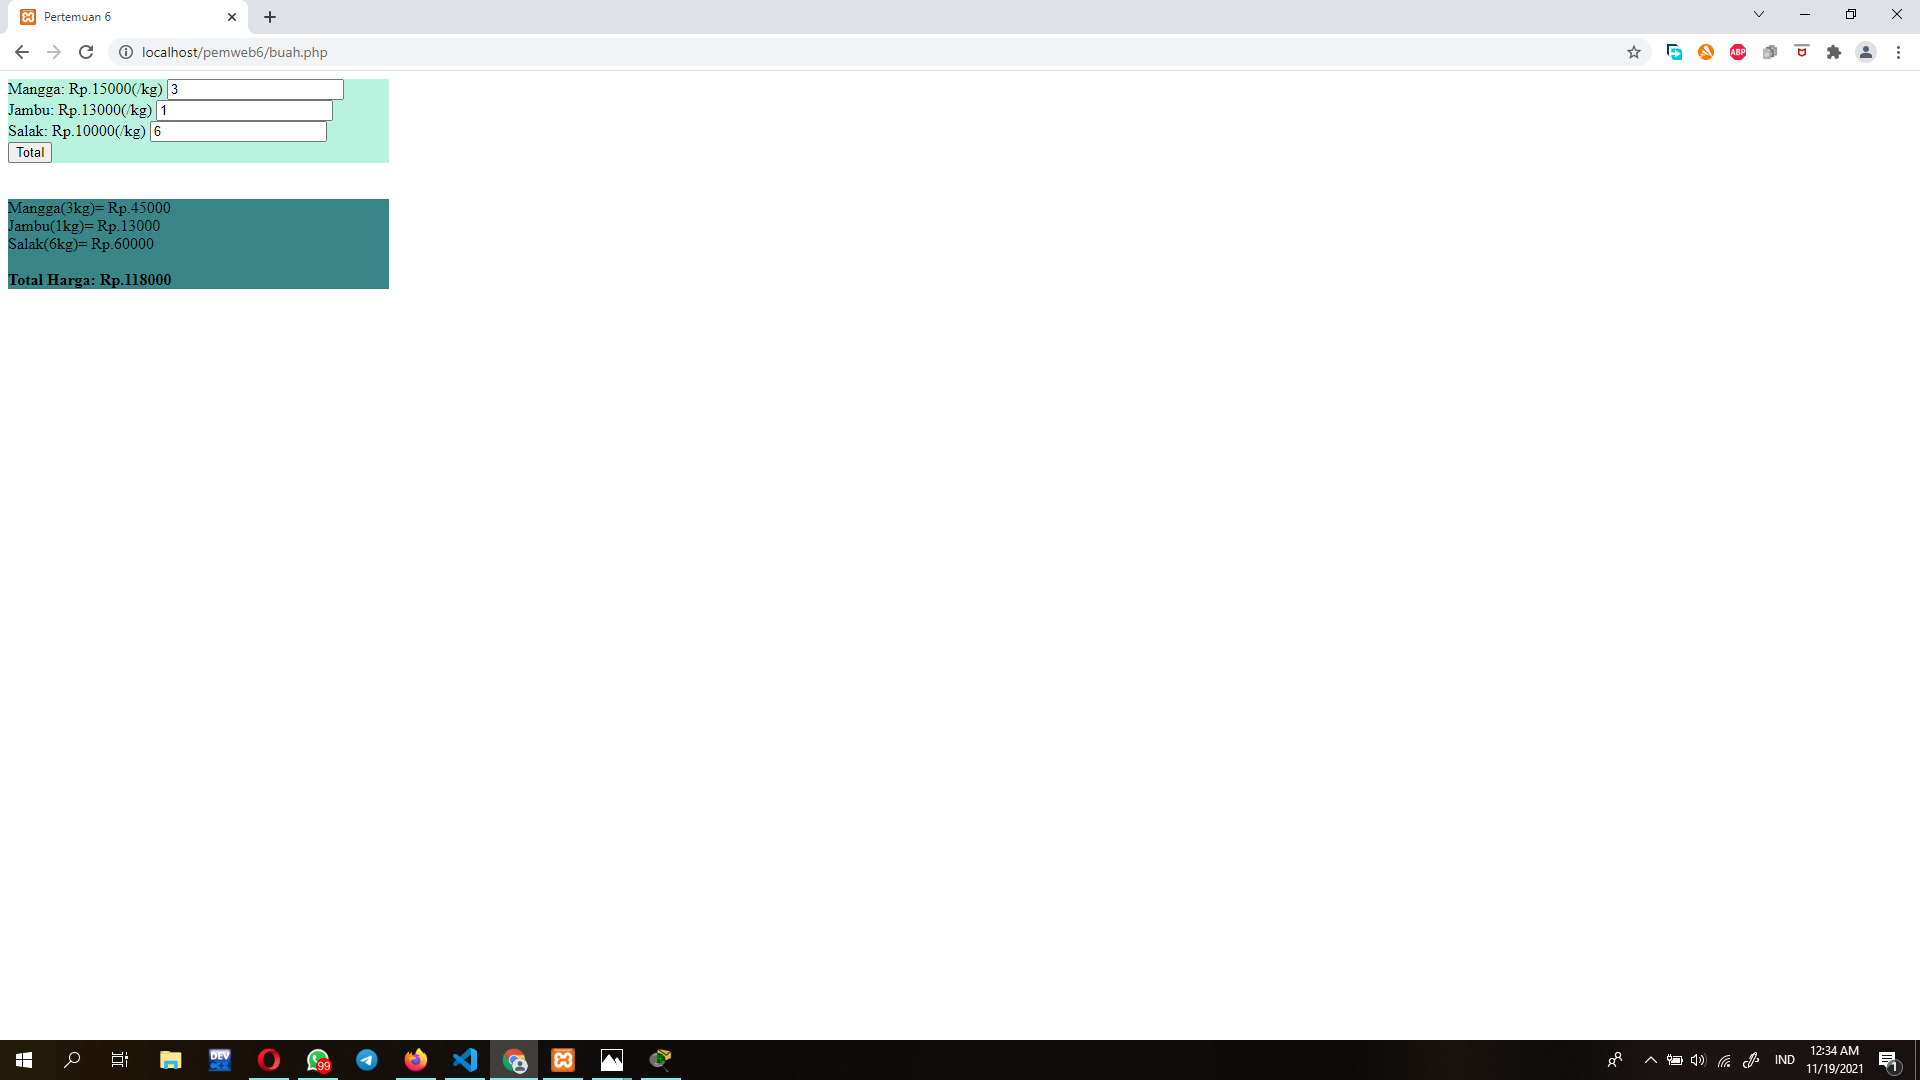 Pertemuan 6
localhost/pemweb6/buah.php
ABP
Mangga: Rp.15000(/kg) 3
Jambu: Rp.13000(/kg) 1
Salak: Rp.10000(/kg) 6
Total
Mangga(3kg)= Rp.45000
Jambu(1kg)= Rp.13000
Salak(6kg)= Rp.60000
Total Harga: Rp.118000
DEV
99
IND
12:34 AM
11/19/2021
1